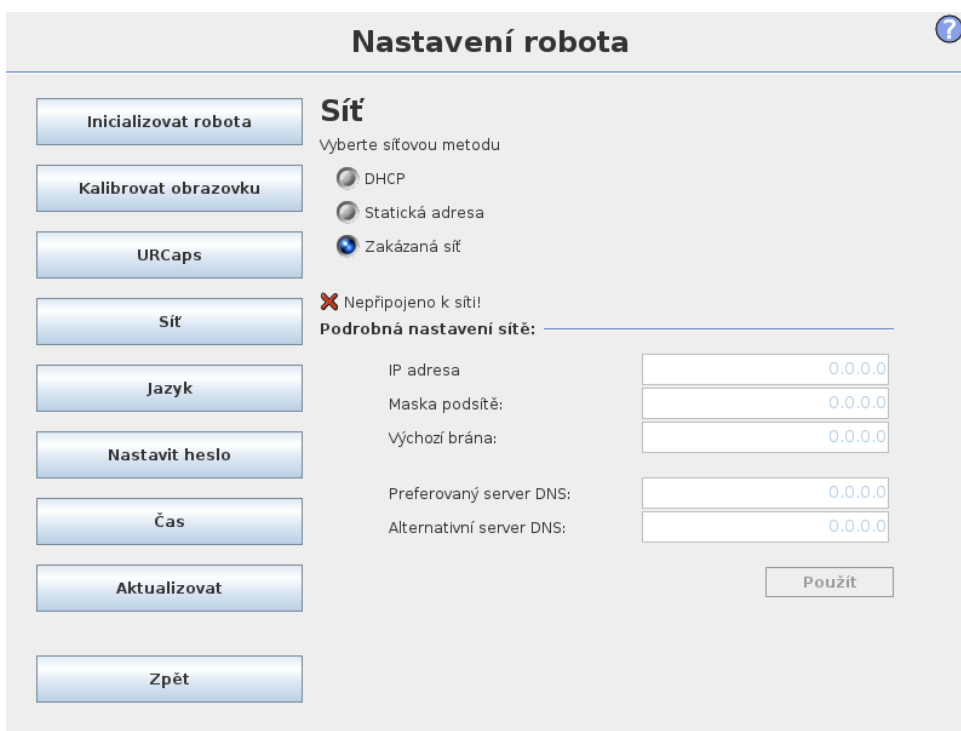 Nastavení robota
?
Inicializovat robota
Kalibrovat obrazovku
URCaps
Síť
Jazyk
Nastavit heslo
Čas
Aktualizovat
Zpět
Síť
Vyberte síťovou metodu
DHCP
Statická adresa
Zakázaná síť
Nepřipojeno k síti!
Podrobná nastavení sítě:
IP adresa 0.0.0.0
Maska podsítě: 0.0.0.0
Výchozí brána: 0.0.0.0
Preferovaný server DNS: 0.0.0.0
Alternativní server DNS: 0.0.0.0
Použít